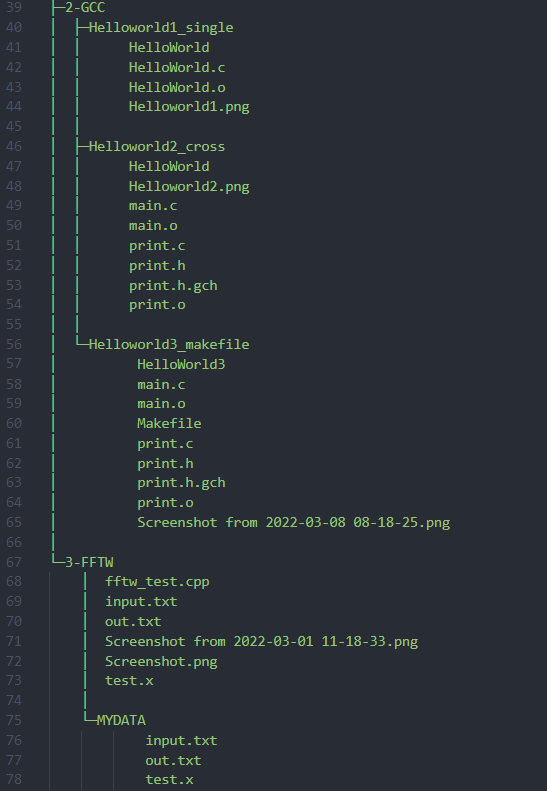 39 ├─2-GCC
40 │  ├─Helloworld1_single
41 │  │      HelloWorld
42 │  │      HelloWorld.c
43 │  │      HelloWorld.o
44 │  │      Helloworld1.png
45 │  │
46 │  ├─Helloworld2_cross
47 │  │      HelloWorld
48 │  │      Helloworld2.png
49 │  │      main.c
50 │  │      main.o
51 │  │      print.c
52 │  │      print.h
53 │  │      print.h.gch
54 │  │      print.o
55 │  │
56 │  └─Helloworld3_makefile
57 │          HelloWorld3
58 │          main.c
59 │          main.o
60 │          Makefile
61 │          print.c
62 │          print.h
63 │          print.h.gch
64 │          print.o
65 │          Screenshot from 2022-03-08 08-18-25.png
66 │
67 └─3-FFTW
68     │  fftw_test.cpp
69     │  input.txt
70     │  out.txt
71     │  Screenshot from 2022-03-01 11-18-33.png
72     │  Screenshot.png
73     │  test.x
74     │
75     └─MYDATA
76             input.txt
77             out.txt
78             test.x